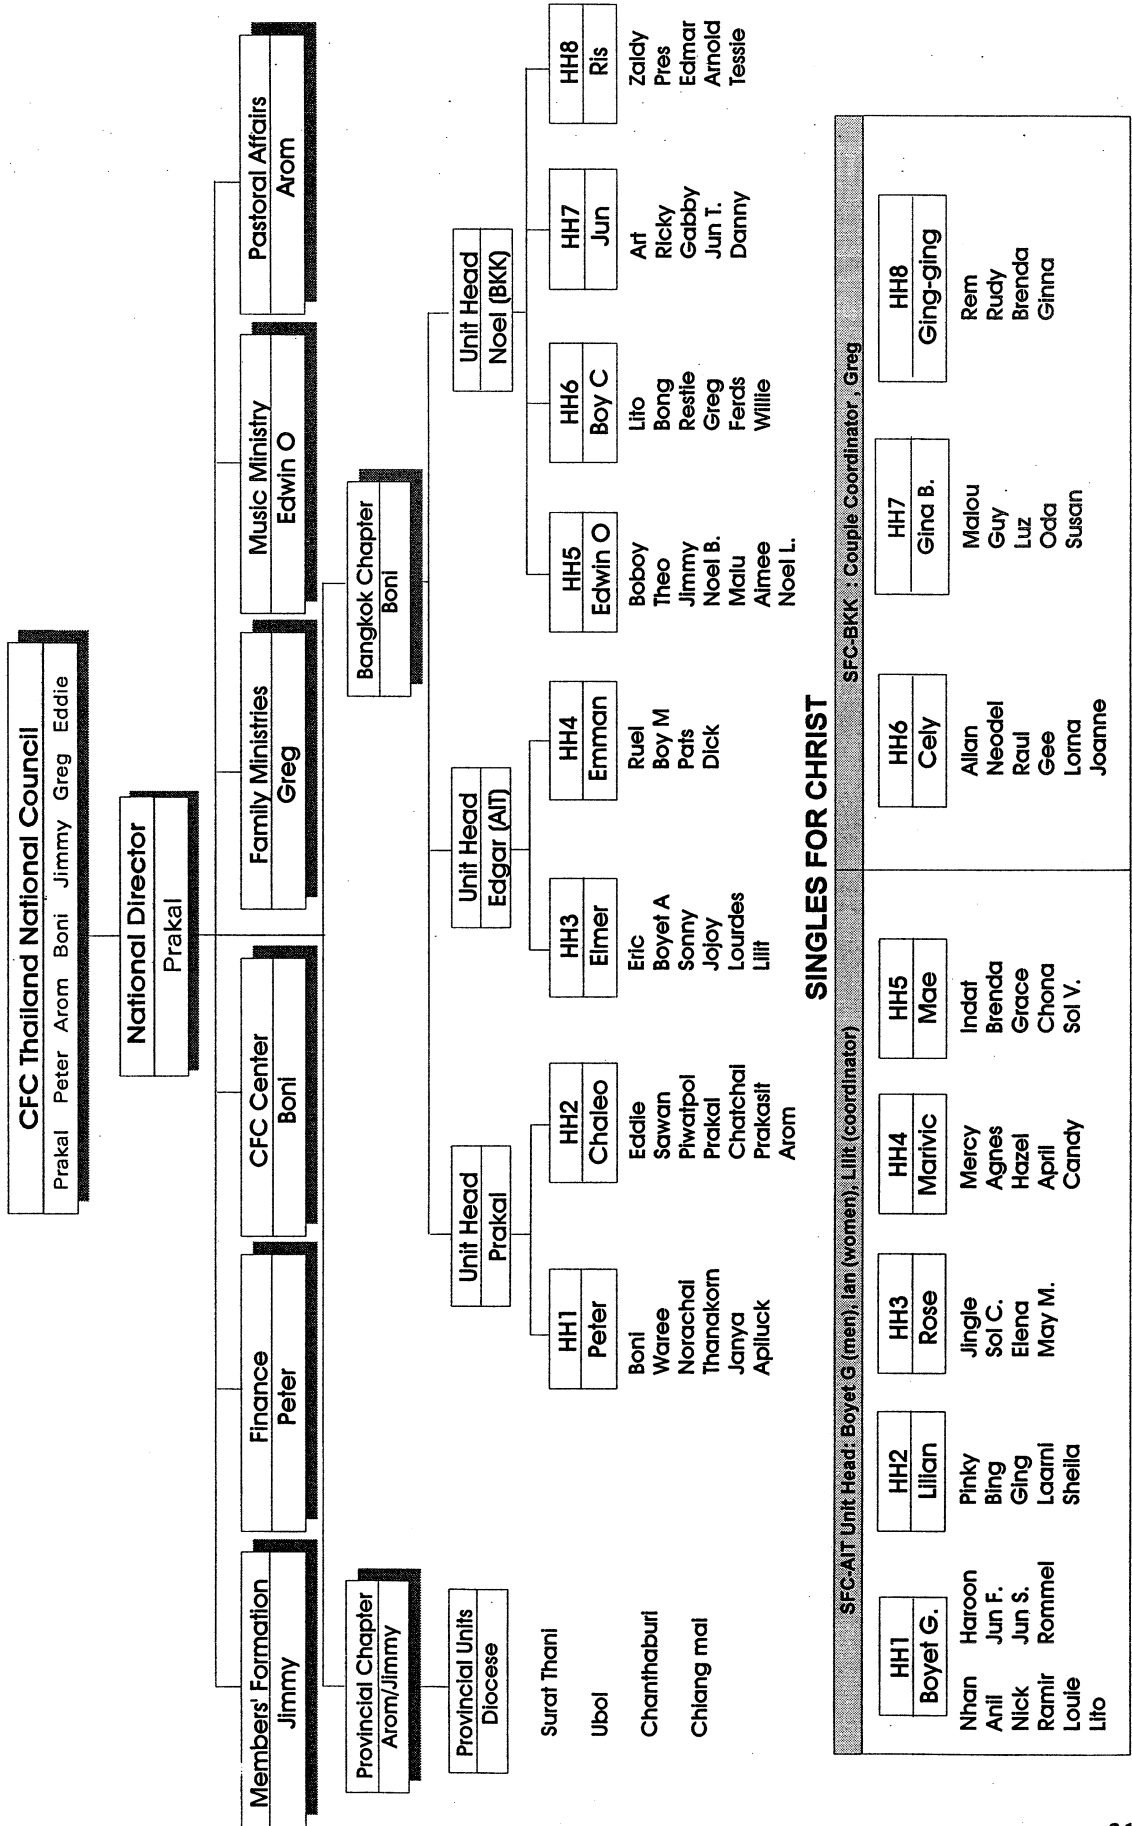 CFC Thailand National Council
Prakal Peter Arom Boni Jimmy Greg Eddie
National Director
Prakal
Members' Formation
Jimmy
Finance
Peter
CFC Center
Boni
Family Ministries
Greg
Music Ministry
Edwin O
Pastoral Affairs
Arom
Provincial Chapter
Arom/Jimmy
Provincial Units
Diocese
Surat Thani
Ubol
Chanthaburi
Chiang mai
Bangkok Chapter
Boni
Unit Head
Prakal
HH1
Peter
Boni
Waree
Norachai
Thanakorn
Janya
Apiluck
HH2
Chaleo
Eddie
Sawan
Piwatpol
Prakal
Chatchai
Prakasit
Arom
Unit Head
Edgar (AIT)
HH3
Elmer
Eric
Boyet A
Sonny
Jojoy
Lourdes
Lilit
HH4
Emman
Ruel
Boy M
Pats
Dick
Unit Head
Noel (BKK)
HH5
Edwin O
Boboy
Theo
Jimmy
Noel B.
Malu
Aimee
Noel L.
HH6
Boy C
Lito
Bong
Restie
Greg
Ferds
Willie
HH7
Jun
Art
Ricky
Gabby
Jun T.
Danny
HH8
Ris
Zaldy
Pres
Edmar
Arnold
Tessie
SINGLES FOR CHRIST
SFC-AIT Unit Head: Boyet G (men), Ian (women), Lilit (coordinator)
HH1
Boyet G.
Nhan Haroon
Anil Jun F.
Nick Jun S.
Ramir Rommel
Louie
Lito
HH2
Lilian
Pinky
Bing
Ging
Laarni
Sheila
HH3
Rose
Jingle
Sol C.
Elena
May M.
HH4
Marivic
Mercy
Agnes
Hazel
April
Candy
HH5
Mae
Indat
Brenda
Grace
Chona
Sol V.
SFC-BKK : Couple Coordinator , Greg
HH6
Cely
Allan
Neodel
Raul
Gee
Lorna
Joanne
HH7
Gina B.
Malou
Guy
Luz
Oda
Susan
HH8
Ging-ging
Rem
Rudy
Brenda
Ginna